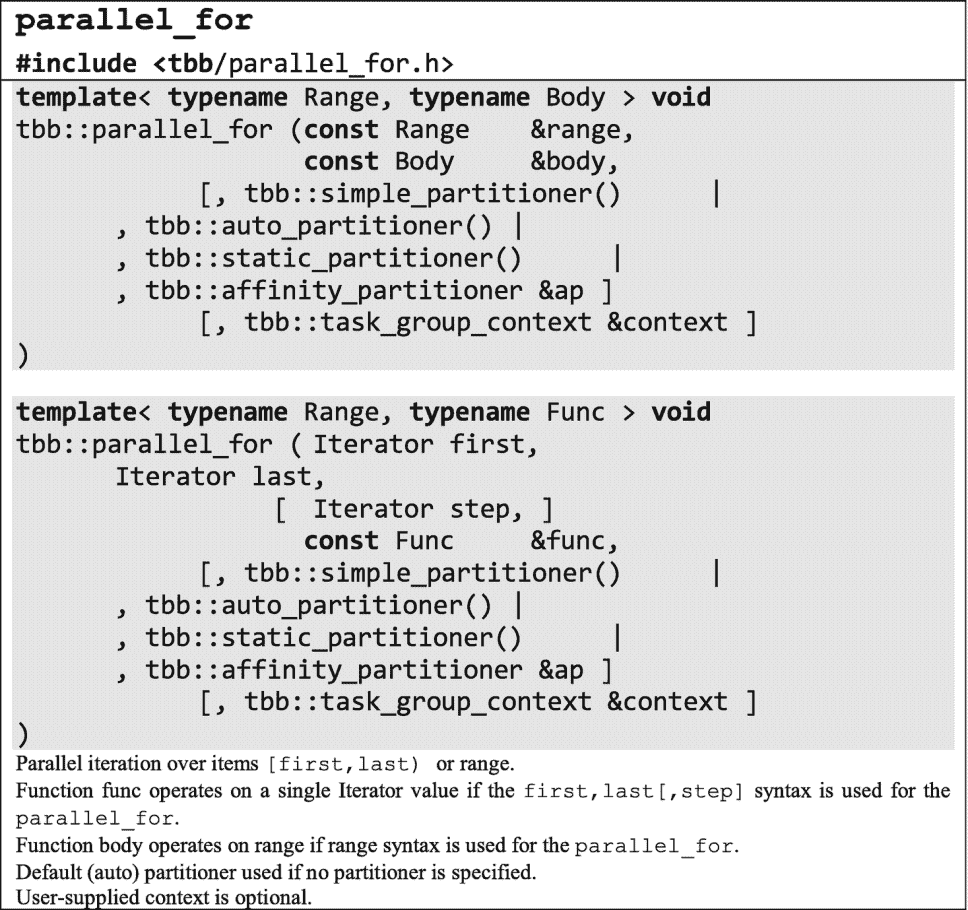 parallel_for
#include <tbb/parallel_for.h>
template< typename Range, typename Body > void
tbb::parallel_for (const Range    &range,
                   const Body     &body,
            [, tbb::simple_partitioner()      |
       , tbb::auto_partitioner() |
       , tbb::static_partitioner()      |
       , tbb::affinity_partitioner &ap ]
            [, tbb::task_group_context &context ]
)
template< typename Range, typename Func > void
tbb::parallel_for ( Iterator first,
       Iterator last,
                 [  Iterator step, ]
                   const Func     &func,
            [, tbb::simple_partitioner()      |
       , tbb::auto_partitioner() |
       , tbb::static_partitioner()      |
       , tbb::affinity_partitioner &ap ]
            [, tbb::task_group_context &context ]
)
Parallel iteration over items [first,last) or range.
Function func operates on a single Iterator value if the first,last[,step] syntax is used for the
parallel_for.
Function body operates on range if range syntax is used for the parallel_for.
Default (auto) partitioner used if no partitioner is specified.
User-supplied context is optional.